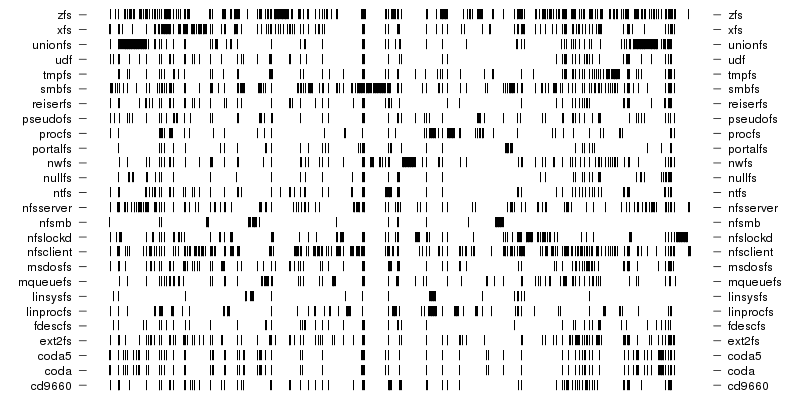 zfs zfs
xfs xfs
unionfs unionfs
udf udf
tmpfs tmpfs
smbfs smbfs
reiserfs reiserfs
pseudofs pseudofs
procfs procfs
portalfs portalfs
nwfs nwfs
nullfs nullfs
ntfs ntfs
nfsserver nfsserver
nfsmb nfsmb
nfslockd nfslockd
nfsclient nfsclient
msdosfs msdosfs
mqueuefs mqueuefs
linsysfs linsysfs
linprocfs linprocfs
fdescfs fdescfs
ext2fs ext2fs
coda5 coda5
coda coda
cd9660 cd9660